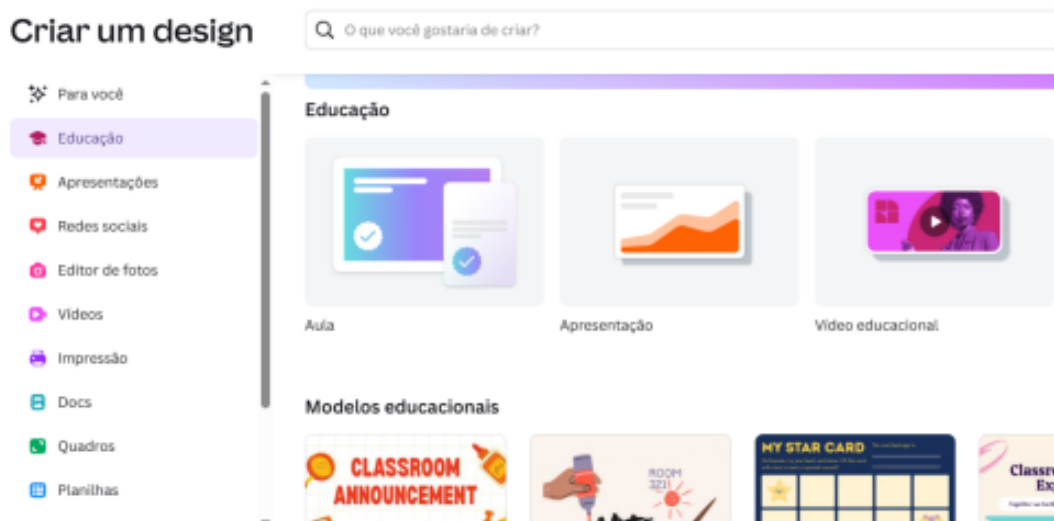 Criar um design
O que você gostaria de criar?
Para você
Educação
Apresentações
Redes sociais
Editor de fotos
Vídeos
Impressão
Docs
Quadros
Planilhas
Educação
Aula
Apresentação
Vídeo educacional
Modelos educacionais
CLASSROOM
ANNOUNCEMENT
ROOM
321!
MY STAR CARD